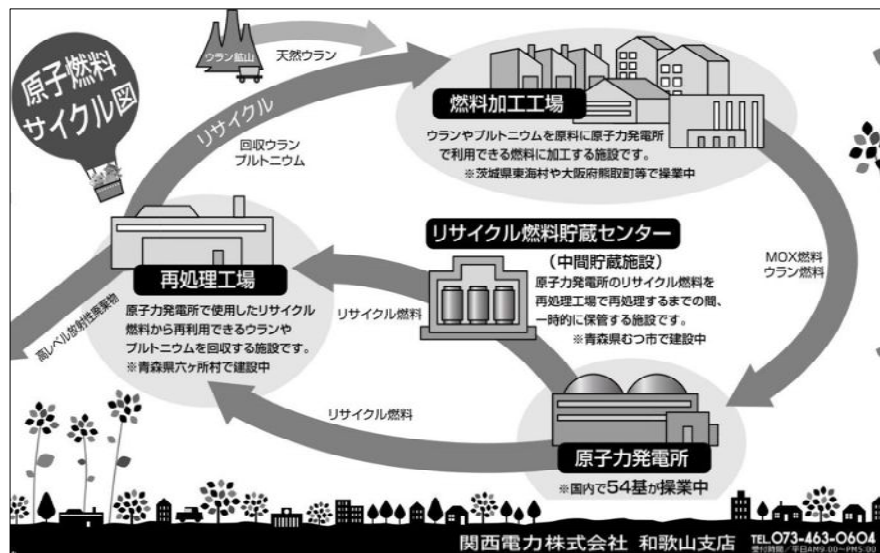 原子燃料
サイクル図
ウラン鉱山
天然ウラン
リサイクル
回収ウラン
プルトニウム
燃料加工工場
ウランやプルトニウムを原料に原子力発電所
で利用できる燃料に加工する施設です。
※茨城県東海村や大阪府熊取町等で操業中
MOX燃料
ウラン燃料
リサイクル燃料貯蔵センター
(中間貯蔵施設)
原子力発電所のリサイクル燃料を
再処理工場で再処理するまでの間、
一時的に保管する施設です。
※青森県むつ市で建設中
再処理工場
原子力発電所で使用したリサイクル
燃料から再利用できるウランや
プルトニウムを回収する施設です。
※青森県六ヶ所村で建設中
高レベル放射性廃棄物
リサイクル燃料
リサイクル燃料
原子力発電所
※国内で54基が操業中
関西電力株式会社 和歌山支店
TEL.073-463-0604
受付時間/平日AM9:00~PM5:00